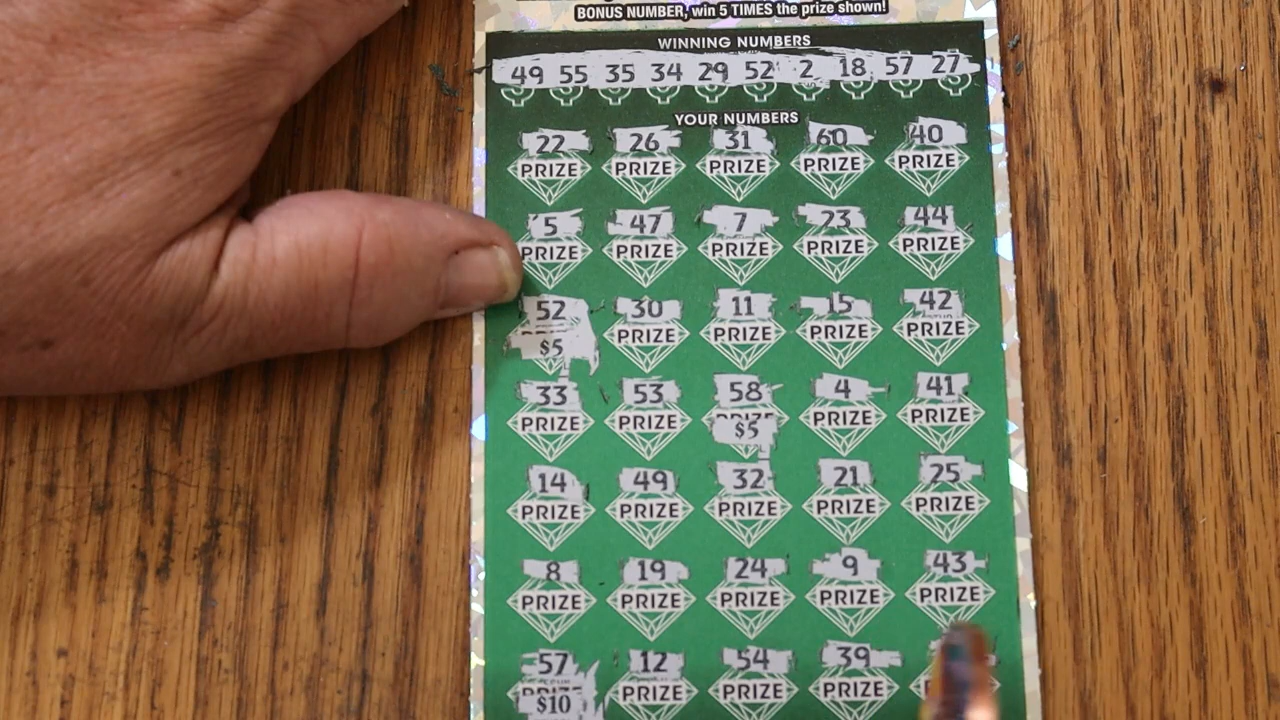 BONUS NUMBER, win 5 TIMES the prize shown!
WINNING NUMBERS
49 55 35 34 29 52 2 18 57 27
YOUR NUMBERS
22 26 31 60 40
PRIZE PRIZE PRIZE PRIZE PRIZE
5 47 7 23 44
PRIZE PRIZE PRIZE PRIZE PRIZE
52 30 11 15 42
PRIZE PRIZE PRIZE PRIZE
$5
33 53 58 4 41
PRIZE PRIZE PRIZE PRIZE PRIZE
$5
14 49 32 21 25
PRIZE PRIZE PRIZE PRIZE PRIZE
8 19 24 9 43
PRIZE PRIZE PRIZE PRIZE PRIZE
57 12 54 39
PRIZE PRIZE PRIZE PRIZE
$10